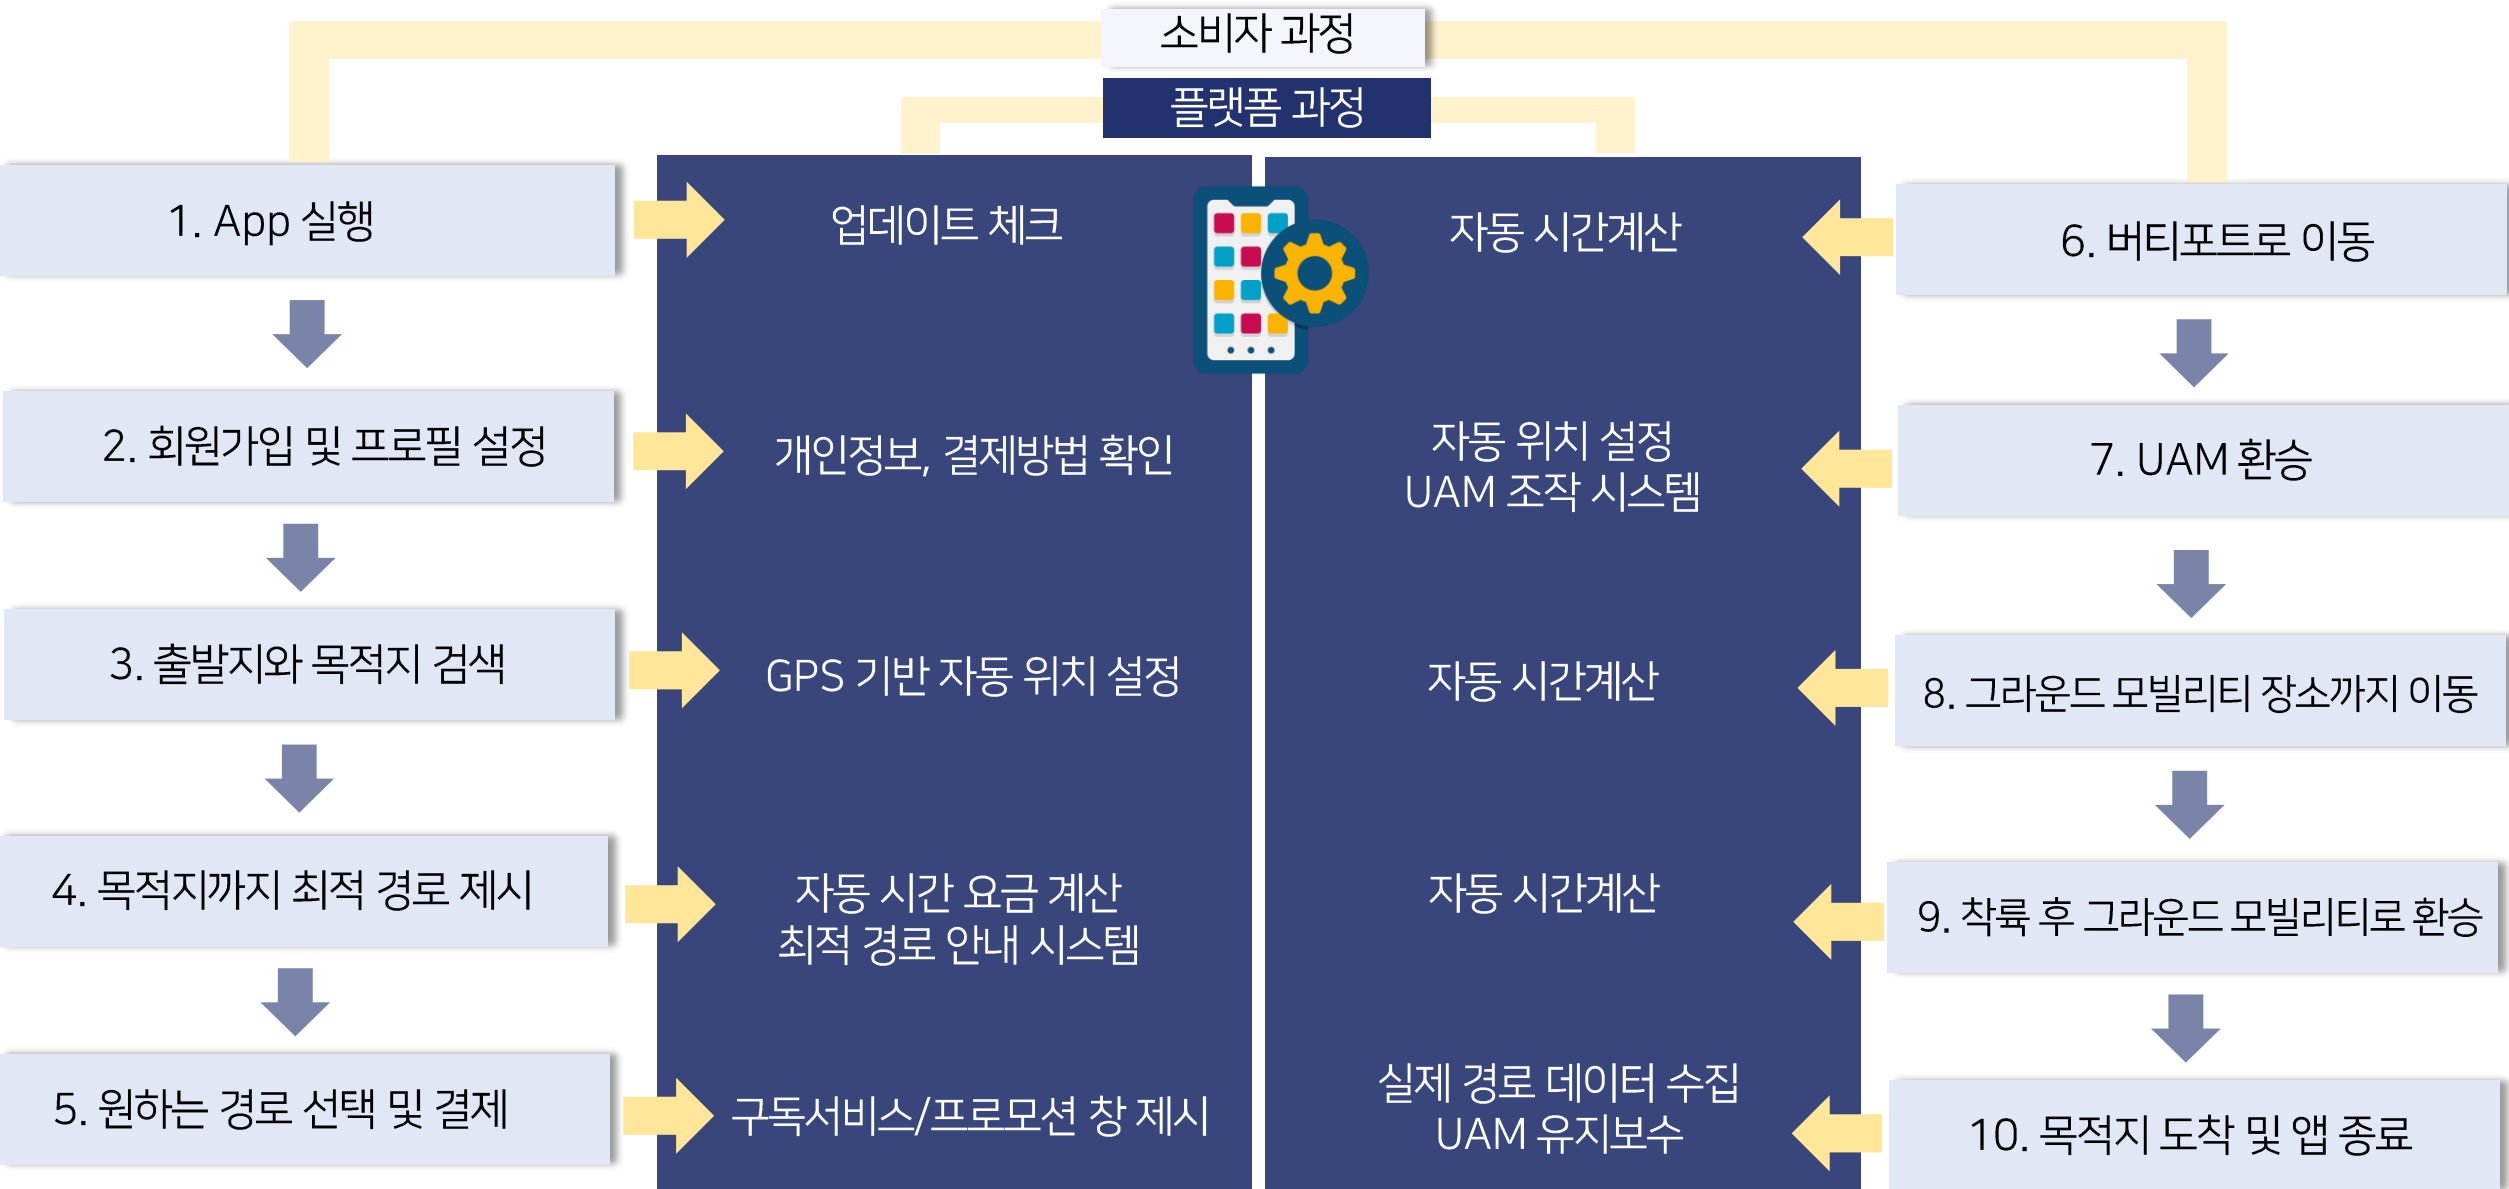 소비자 과정
플랫폼 과정
1. App 실행
업데이트 체크
2. 회원가입 및 프로필 설정
개인정보, 결제방법 확인
3. 출발지와 목적지 검색
GPS 기반 자동 위치 설정
4. 목적지까지 최적 경로 제시
자동 시간 요금 계산
최적 경로 안내 시스템
5. 원하는 경로 선택 및 결제
구독서비스/프로모션 창 제시
자동 시간계산
6. 버티포트로 이동
자동 위치 설정
UAM 조작 시스템
7. UAM 환승
자동 시간계산
8. 그라운드 모빌리티 장소까지 이동
자동 시간계산
9. 착륙 후 그라운드 모빌리티로 환승
실제 경로 데이터 수집
UAM 유지보수
10. 목적지 도착 및 앱 종료